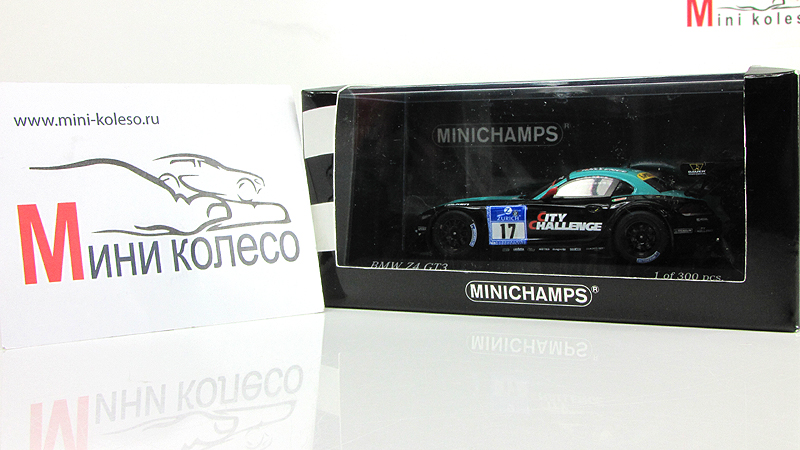 Mini koleso
www.mini-koleso.ru
Мини колесо
MINICHAMPS®
ZURICH
17
CITY
CHALLENGE
BMW Z4 GT3
1 of 300 pcs.
MINICHAMPS®